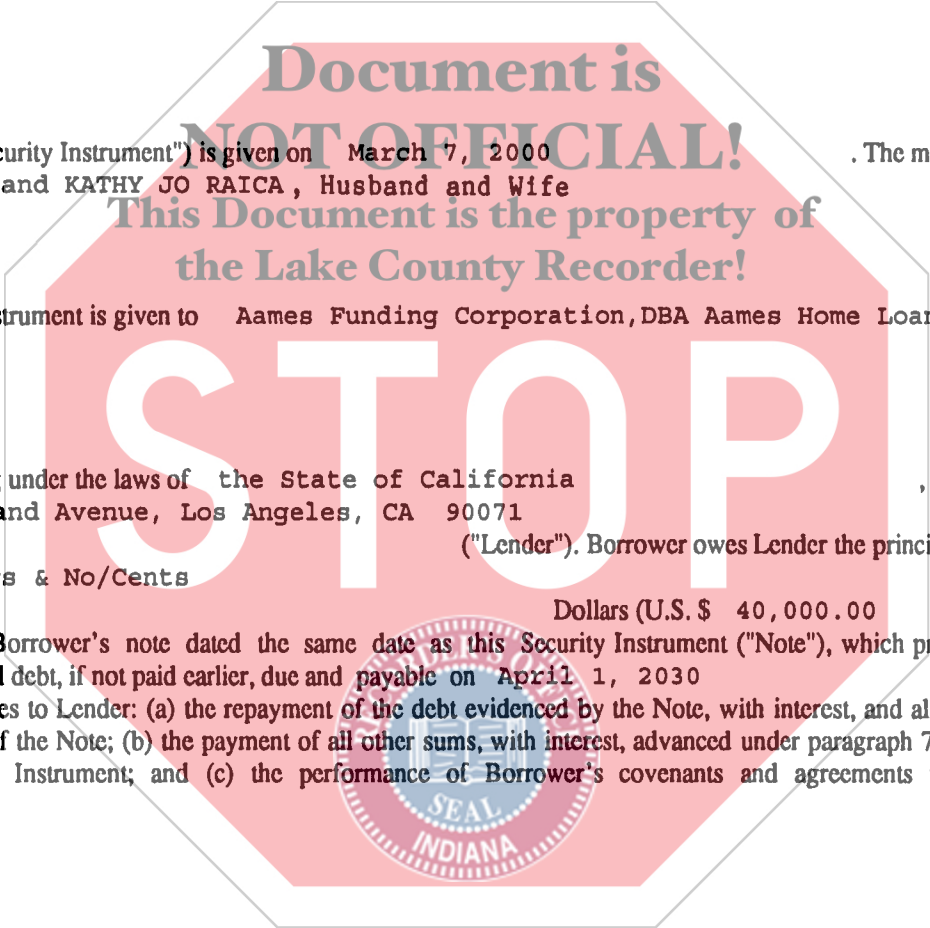 Document is
NOT OFFICIAL!
curity Instrument") is given on March 7, 2000 . The m
and KATHY JO RAICA, Husband and Wife
This Document is the property of
the Lake County Recorder!
trument is given to Aames Funding Corporation,DBA Aames Home Loan
STOP
under the laws of the State of California ,
and Avenue, Los Angeles, CA 90071
("Lender"). Borrower owes Lender the princi
s & No/Cents
Dollars (U.S. $ 40,000.00
Borrower's note dated the same date as this Security Instrument ("Note"), which pr
debt, if not paid earlier, due and payable on April 1, 2030
es to Lender: (a) the repayment of the debt evidenced by the Note, with interest, and al
f the Note; (b) the payment of all other sums, with interest, advanced under paragraph 7
Instrument; and (c) the performance of Borrower's covenants and agreements
RECORDER'S OFFICE
SEAL
INDIANA